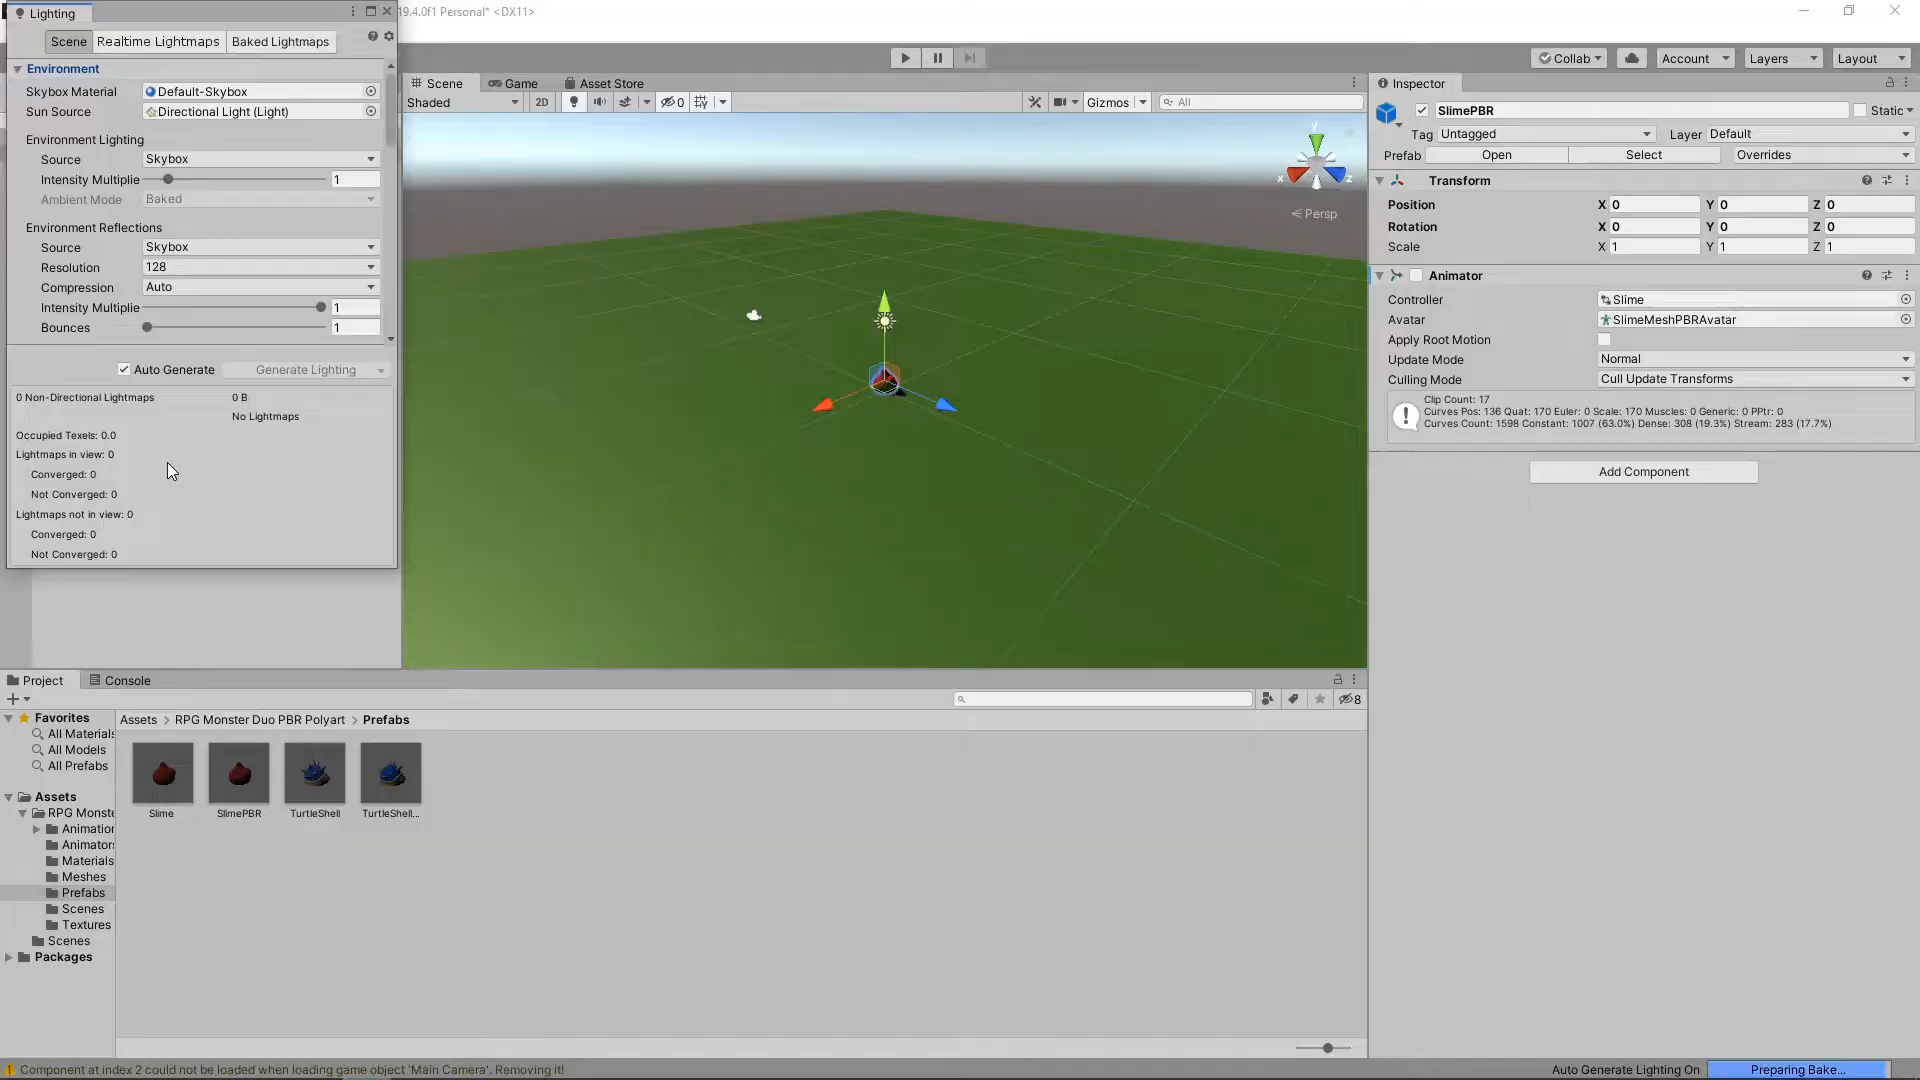 Lighting
19.4.0f1 Personal* <DX11>
Scene Realtime Lightmaps Baked Lightmaps
Environment
Skybox Material Default-Skybox
Sun Source Directional Light (Light)
Environment Lighting
Source Skybox
Intensity Multiplie 1
Ambient Mode Baked
Environment Reflections
Source Skybox
Resolution 128
Compression Auto
Intensity Multiplie 1
Bounces 1
Auto Generate Generate Lighting
0 Non-Directional Lightmaps 0 B
No Lightmaps
Occupied Texels: 0.0
Lightmaps in view: 0
Converged: 0
Not Converged: 0
Lightmaps not in view: 0
Converged: 0
Not Converged: 0
Collab Account Layers Layout
Scene Game Asset Store
Shaded 2D 0 Gizmos All
y
x z
Persp
Inspector
SlimePBR Static
Tag Untagged Layer Default
Prefab Open Select Overrides
Transform
Position X 0 Y 0 Z 0
Rotation X 0 Y 0 Z 0
Scale X 1 Y 1 Z 1
Animator
Controller Slime
Avatar SlimeMeshPBRAvatar
Apply Root Motion
Update Mode Normal
Culling Mode Cull Update Transforms
Clip Count: 17
Curves Pos: 136 Quat: 170 Euler: 0 Scale: 170 Muscles: 0 Generic: 0 PPtr: 0
Curves Count: 1598 Constant: 1007 (63.0%) Dense: 308 (19.3%) Stream: 283 (17.7%)
Add Component
Project Console
8
Favorites
All Materials
All Models
All Prefabs
Assets
RPG Monste
Animation
Animators
Materials
Meshes
Prefabs
Scenes
Textures
Scenes
Packages
Assets > RPG Monster Duo PBR Polyart > Prefabs
Slime SlimePBR TurtleShell TurtleShell...
Component at index 2 could not be loaded when loading game object 'Main Camera'. Removing it!
Auto Generate Lighting On Preparing Bake...